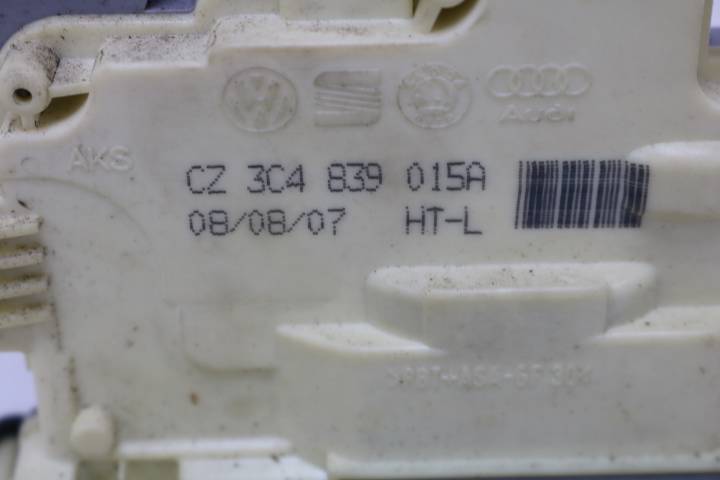 Audi
AKS
CZ 3C4 839 015A
08/08/07 HT-L